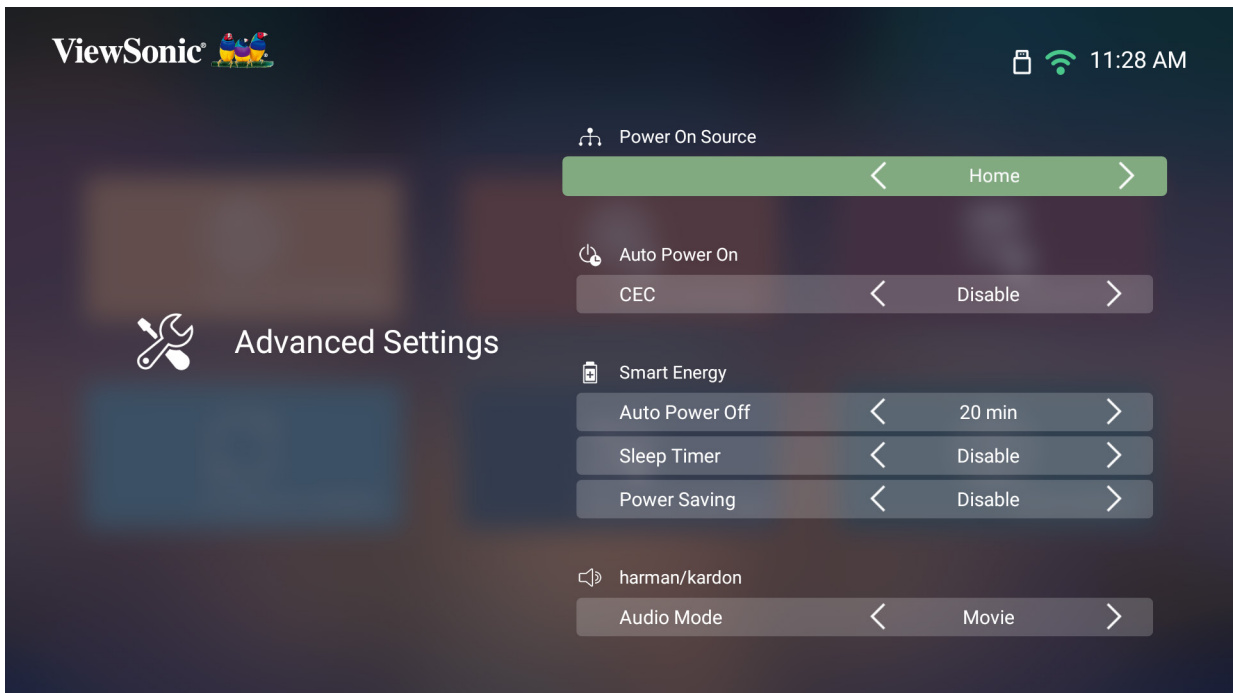 ViewSonic®
11:28 AM
Power On Source
Home
Auto Power On
CEC Disable
Advanced Settings
Smart Energy
Auto Power Off 20 min
Sleep Timer Disable
Power Saving Disable
harman/kardon
Audio Mode Movie